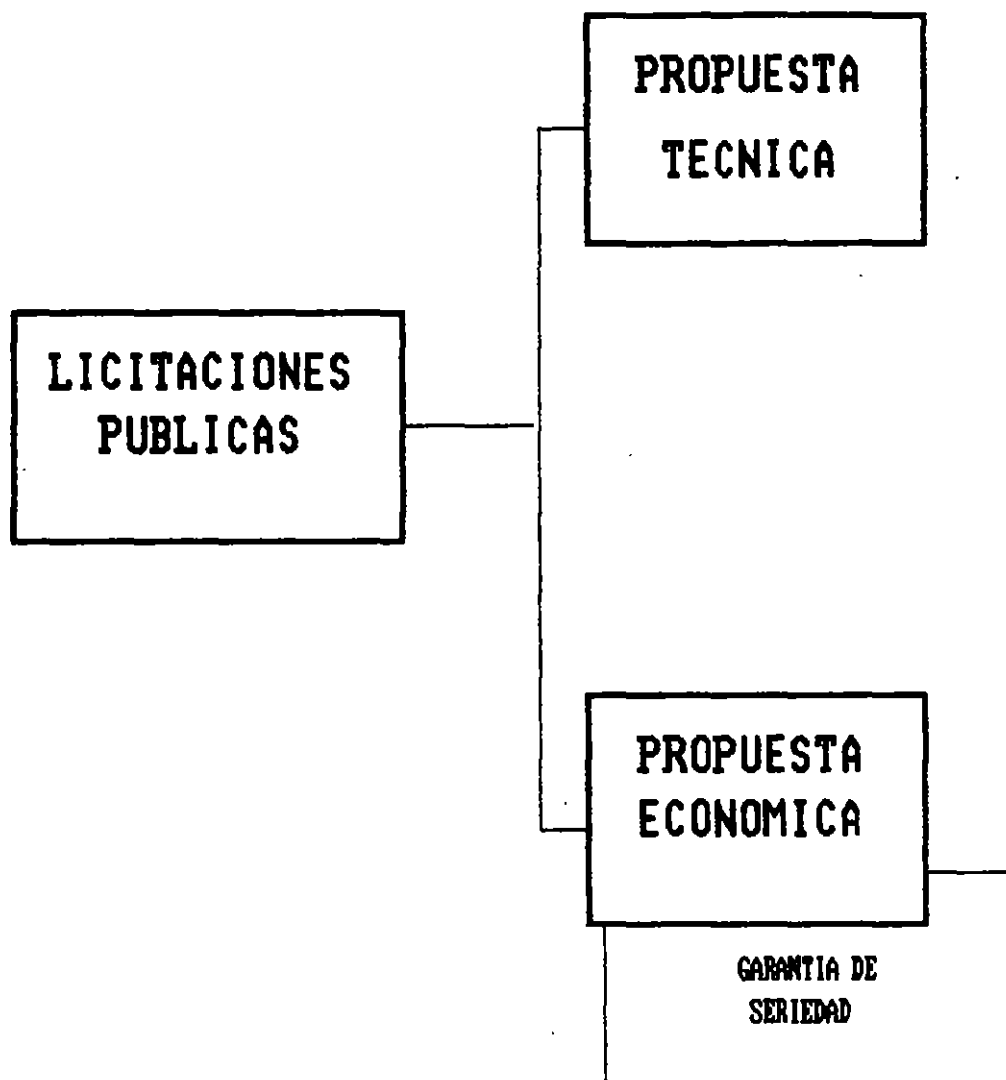 PROPUESTA
TECNICA
LICITACIONES
PUBLICAS
PROPUESTA
ECONOMICA
GARANTIA DE
SERIEDAD